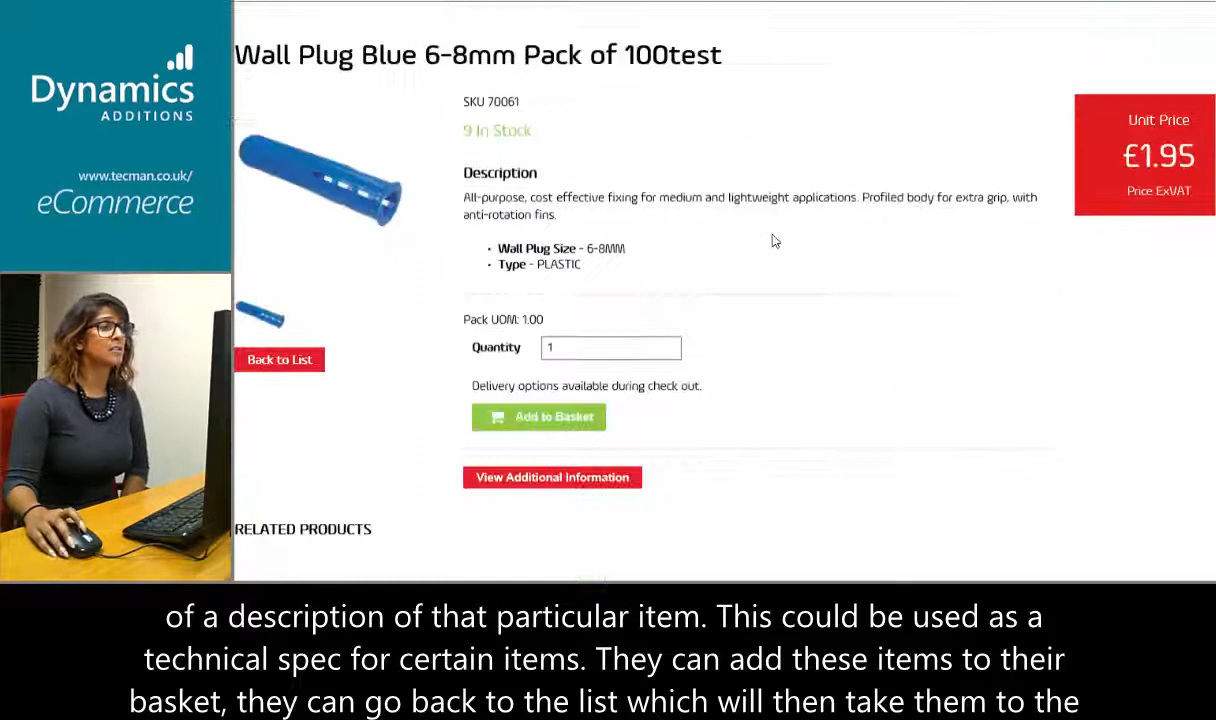 Dynamics
ADDITIONS
www.tecman.co.uk/
eCommerce
Wall Plug Blue 6-8mm Pack of 100test
SKU 70061
9 In Stock
Description
All-purpose, cost effective fixing for medium and lightweight applications. Profiled body for extra grip, with
anti-rotation fins.
• Wall Plug Size - 6-8MM
• Type - PLASTIC
Unit Price
£1.95
Price ExVAT
Pack UOM: 1.00
Quantity 1
Back to List
Delivery options available during check out.
Add to Basket
View Additional Information
RELATED PRODUCTS
of a description of that particular item. This could be used as a
technical spec for certain items. They can add these items to their
basket, they can go back to the list which will then take them to the